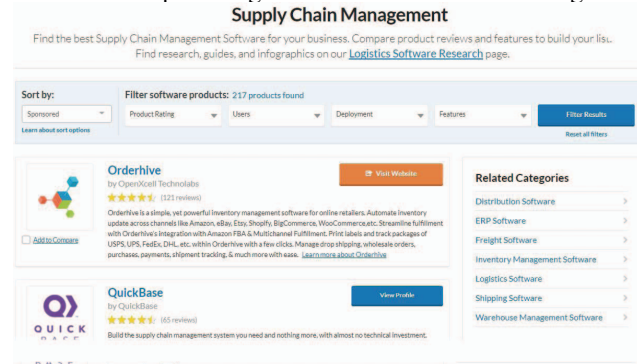 Supply Chain Management
Find the best Supply Chain Management Software for your business. Compare product reviews and features to build your list.
Find research, guides, and infographics on our Logistics Software Research page.
Sort by:
Filter software products: 217 products found
Sponsored
Product Rating
Users
Deployment
Features
Filter Results
Learn about sort options
Reset all filters
Orderhive
by OpenXcell Technolabs
(121 reviews)
Visit Website
Orderhive is a simple, yet powerful inventory management software for online retailers. Automate inventory
update across channels like Amazon, eBay, Etsy, Shopify, BigCommerce, WooCommerce,etc. Streamline fulfillment
with Orderhive's Integration with Amazon FBA & Multichannel Fulfillment. Print labels and track packages of
USPS, UPS, FedEx, DHL, etc. within Orderhive with a few clicks. Manage drop shipping, wholesale orders,
purchases, payments, shipment tracking, & much more with ease. Learn more about Orderhive
Add to Compare
QuickBase
by QuickBase
(65 reviews)
View Profile
Build the supply chain management system you need and nothing more, with almost no technical investment.
QUICK
Related Categories
Distribution Software
ERP Software
Freight Software
Inventory Management Software
Logistics Software
Shipping Software
Warehouse Management Software